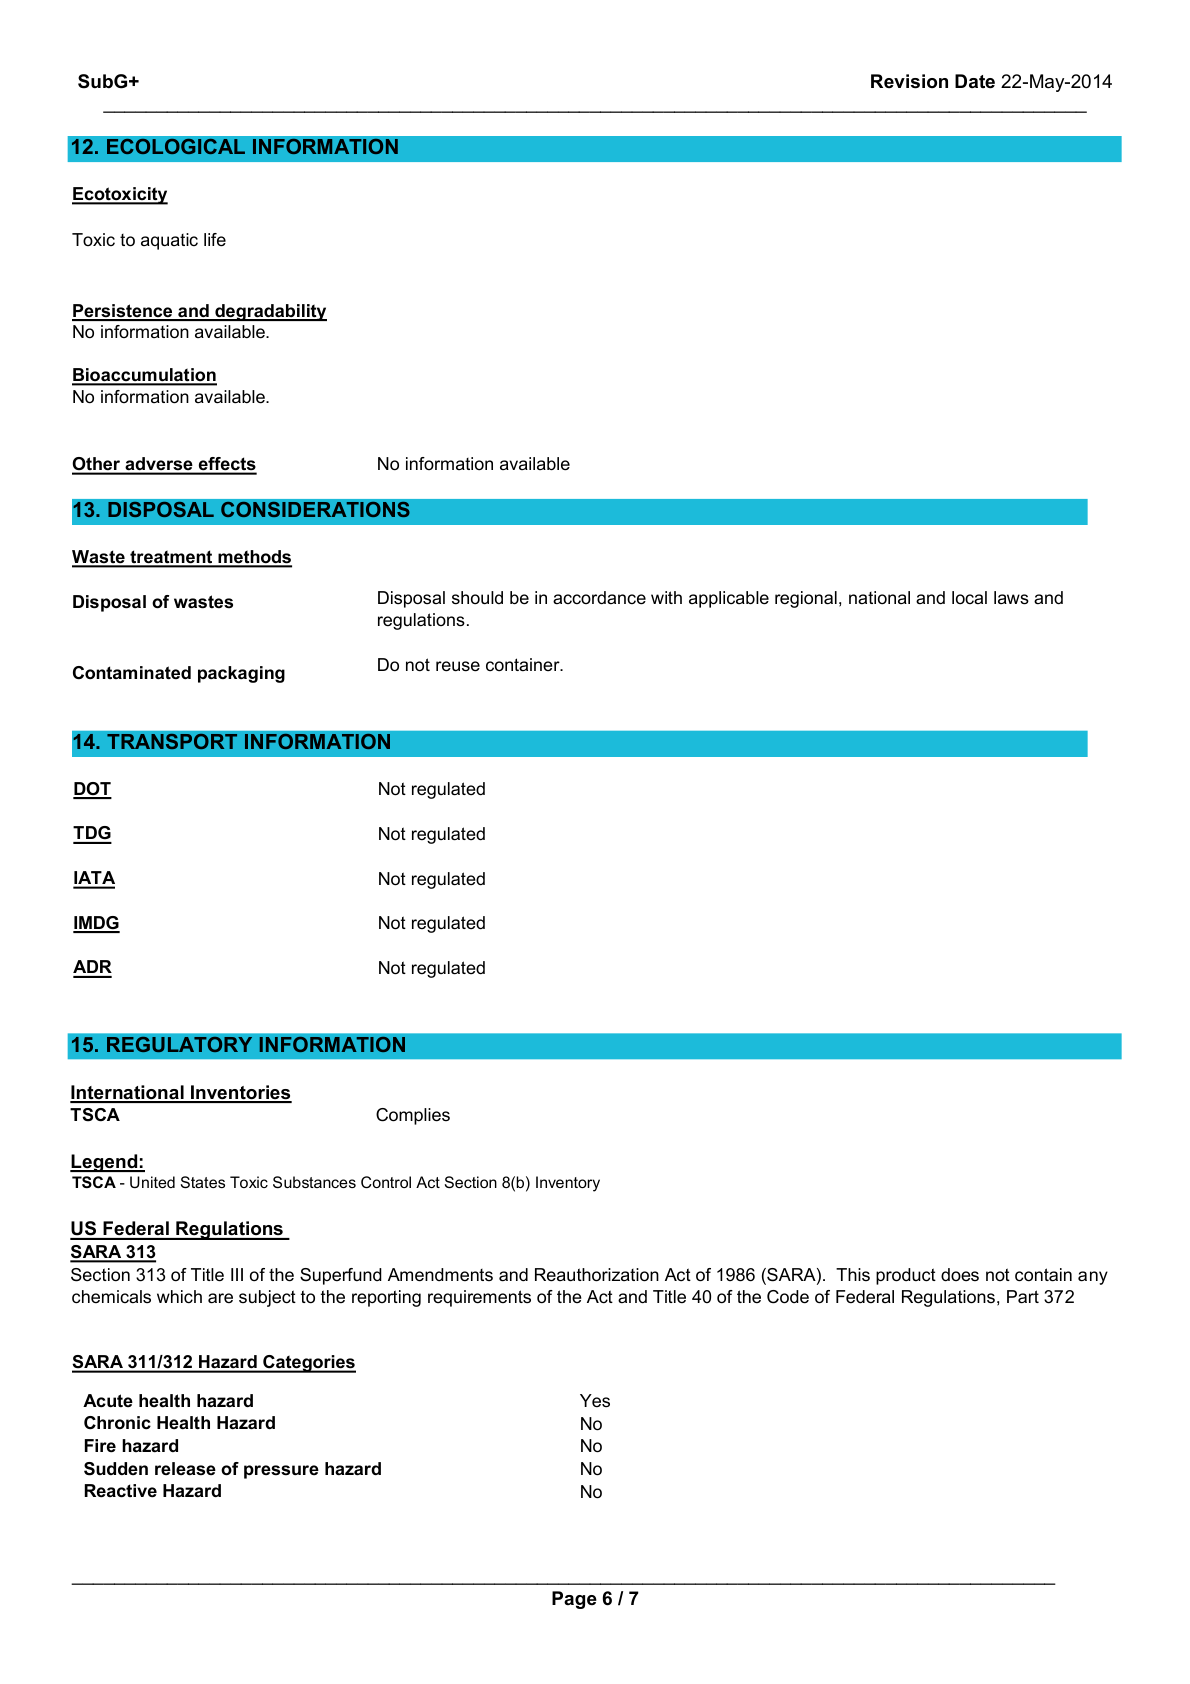 SubG+ Revision Date 22-May-2014
12. ECOLOGICAL INFORMATION
Ecotoxicity
Toxic to aquatic life
Persistence and degradability
No information available.
Bioaccumulation
No information available.
Other adverse effects No information available
13. DISPOSAL CONSIDERATIONS
Waste treatment methods
Disposal of wastes Disposal should be in accordance with applicable regional, national and local laws and
regulations.
Contaminated packaging Do not reuse container.
14. TRANSPORT INFORMATION
DOT Not regulated
TDG Not regulated
IATA Not regulated
IMDG Not regulated
ADR Not regulated
15. REGULATORY INFORMATION
International Inventories
TSCA Complies
Legend:
TSCA - United States Toxic Substances Control Act Section 8(b) Inventory
US Federal Regulations
SARA 313
Section 313 of Title III of the Superfund Amendments and Reauthorization Act of 1986 (SARA). This product does not contain any
chemicals which are subject to the reporting requirements of the Act and Title 40 of the Code of Federal Regulations, Part 372
SARA 311/312 Hazard Categories
Acute health hazard Yes
Chronic Health Hazard No
Fire hazard No
Sudden release of pressure hazard No
Reactive Hazard No
Page 6 / 7